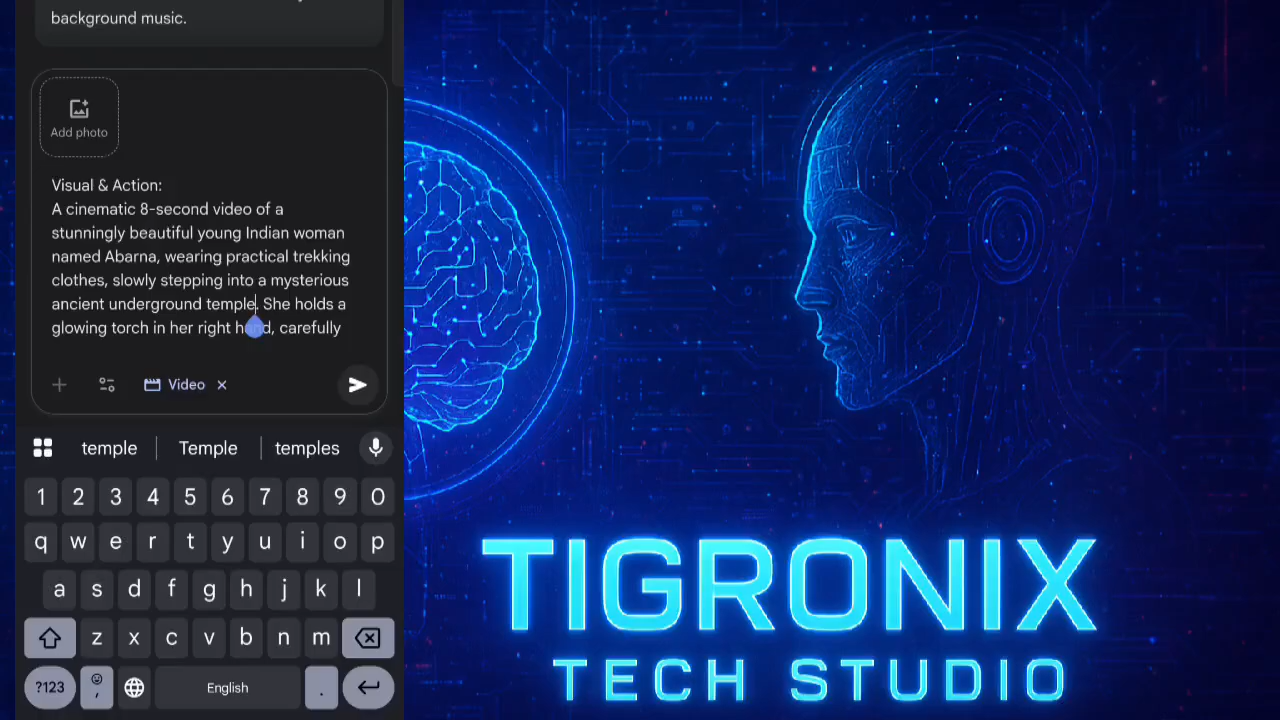 background music.
Add photo
Visual & Action:
A cinematic 8-second video of a
stunningly beautiful young Indian woman
named Abarna, wearing practical trekking
clothes, slowly stepping into a mysterious
ancient underground temple. She holds a
glowing torch in her right hand, carefully
Video
temple Temple temples
1 2 3 4 5 6 7 8 9 0
q w e r t y u i o p
a s d f g h j k l
z x c v b n m
?123 , English .
TIGRONIX
TECH STUDIO